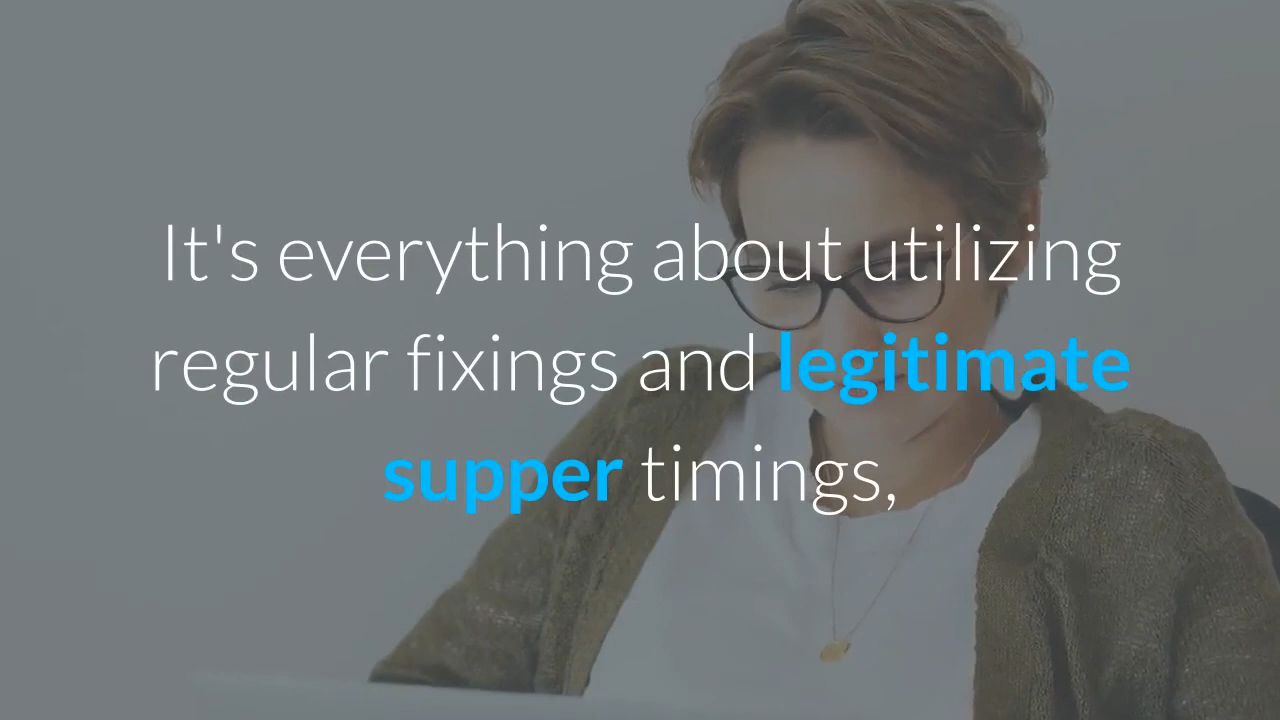 It's everything about utilizing
regular fixings and legitimate
supper timings,